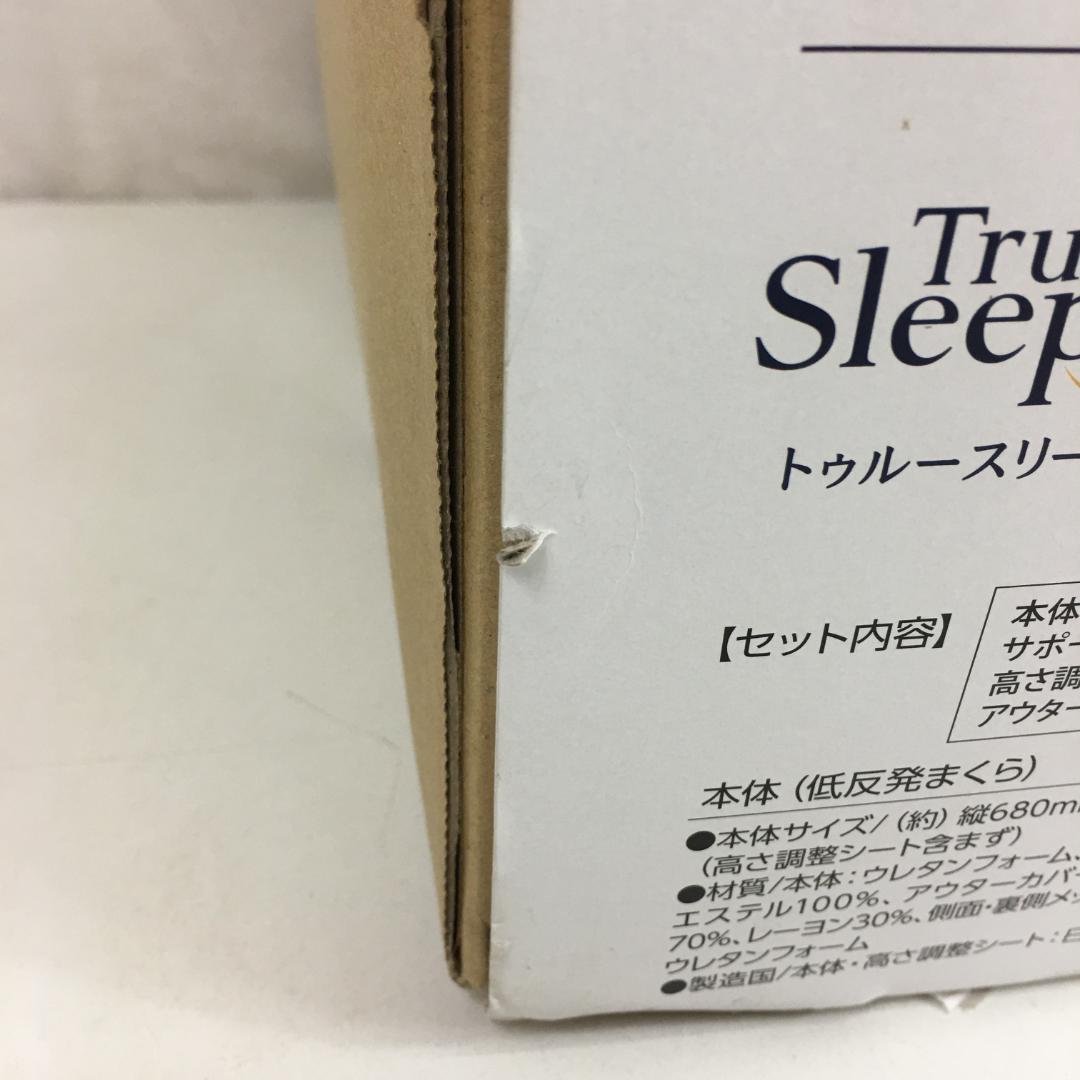 Tru
Sleep
トゥルースリー
【セット内容】
本体
サポー
高さ調
アウター
本体 (低反発まくら)
●本体サイズ/ (約) 縦680m
(高さ調整シート含まず)
●材質/本体 : ウレタンフォーム、
エステル100%、アウターカバー
70%、レーヨン30%、側面・裏側メッ
ウレタンフォーム
●製造国/本体・高さ調整シート : 日